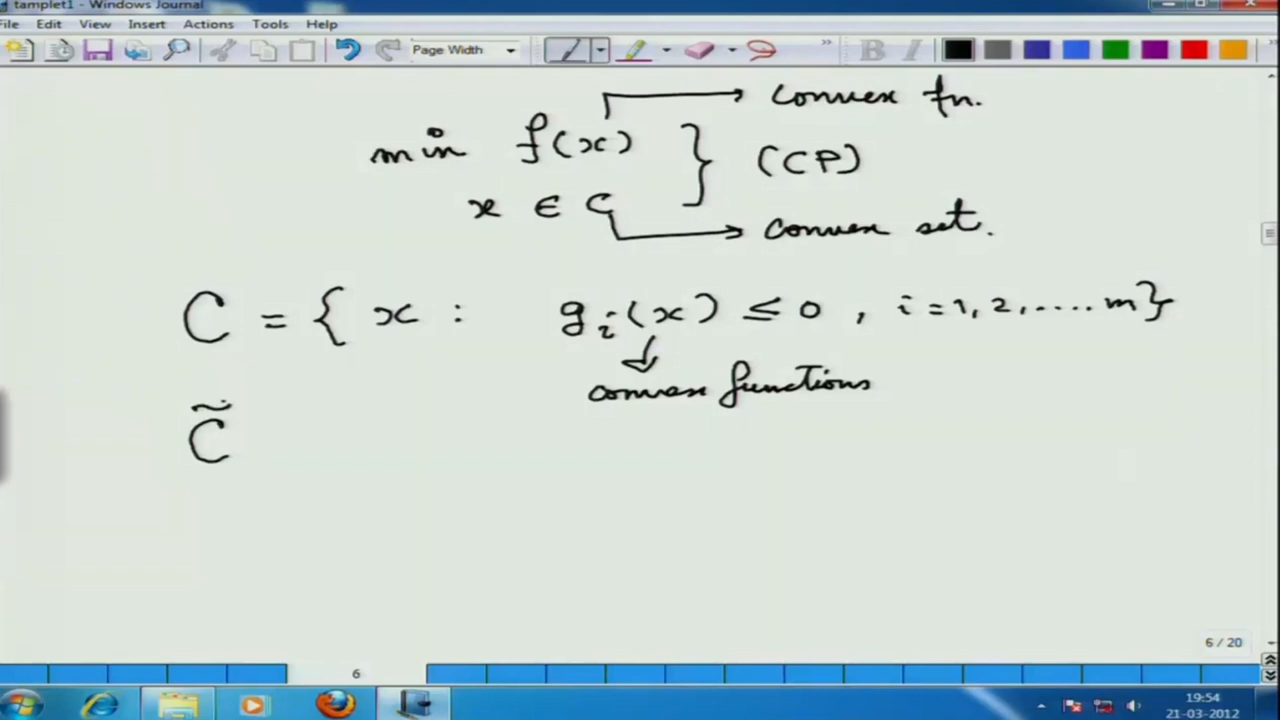 tamplet1 - Windows Journal
File Edit View Insert Actions Tools Help
Page Width
B I
convex fn.
min f(x) } (CP)
x ∈ C
convex set.
C = { x : g_i(x) ≤ 0 , i = 1, 2, .... m}
convex functions
C̃
6 / 20
6
19:54
21-03-2012